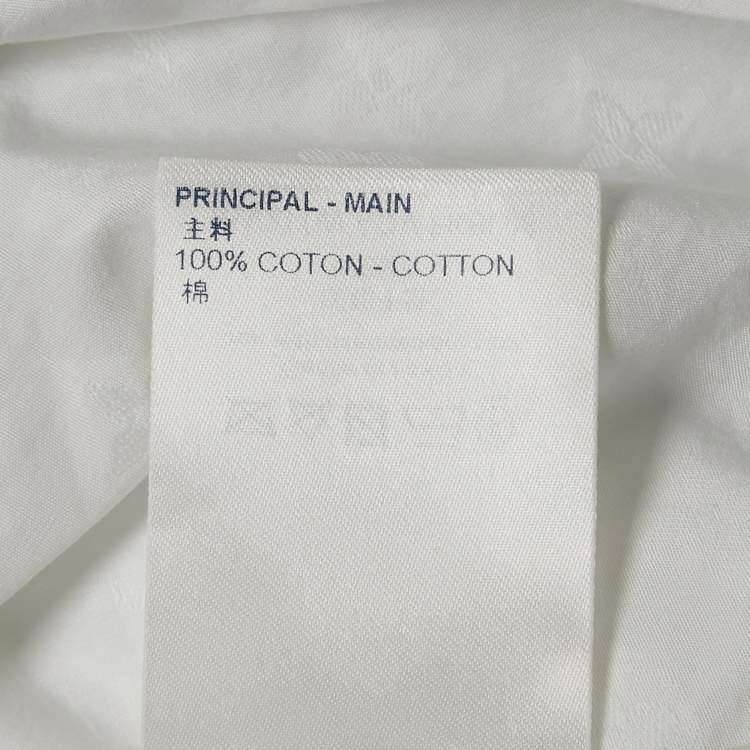 PRINCIPAL - MAIN
主料
100% COTON - COTTON
棉